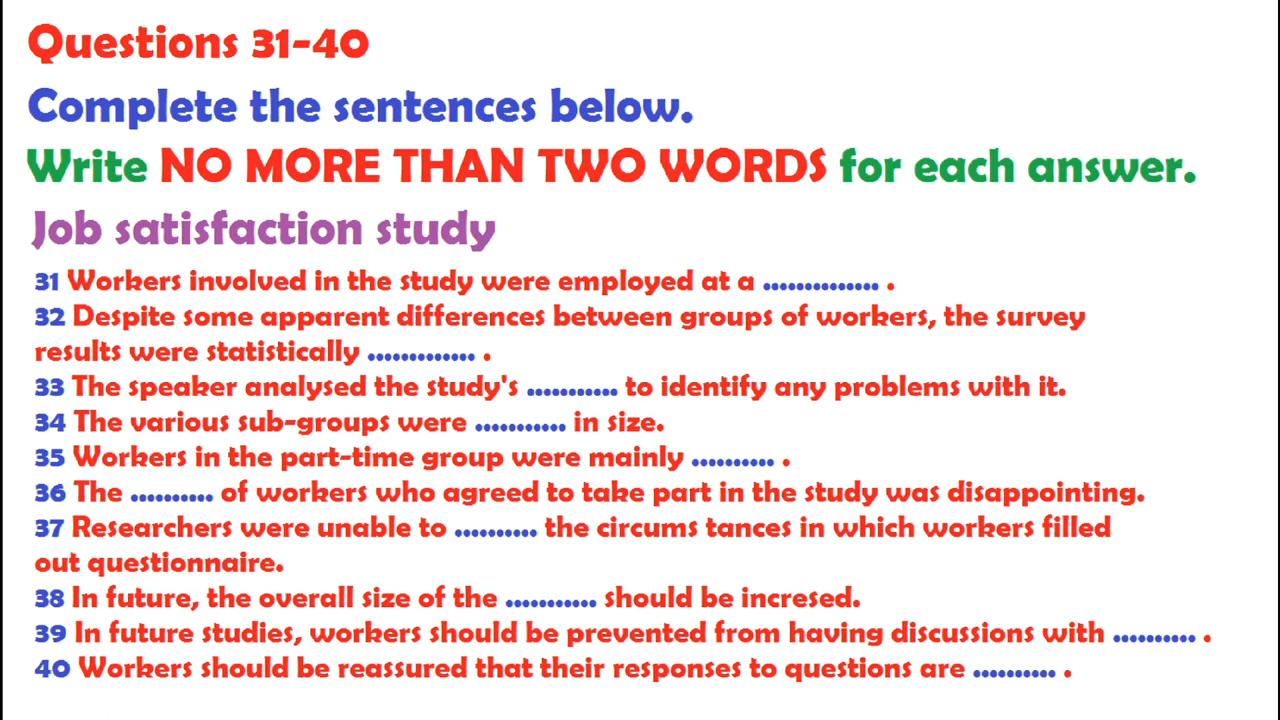 Questions 31-40
Complete the sentences below.
Write NO MORE THAN TWO WORDS for each answer.
Job satisfaction study
31 Workers involved in the study were employed at a .............. .
32 Despite some apparent differences between groups of workers, the survey
results were statistically ............. .
33 The speaker analysed the study's ........... to identify any problems with it.
34 The various sub-groups were ........... in size.
35 Workers in the part-time group were mainly .......... .
36 The .......... of workers who agreed to take part in the study was disappointing.
37 Researchers were unable to .......... the circums tances in which workers filled
out questionnaire.
38 In future, the overall size of the ........... should be incresed.
39 In future studies, workers should be prevented from having discussions with .......... .
40 Workers should be reassured that their responses to questions are .......... .